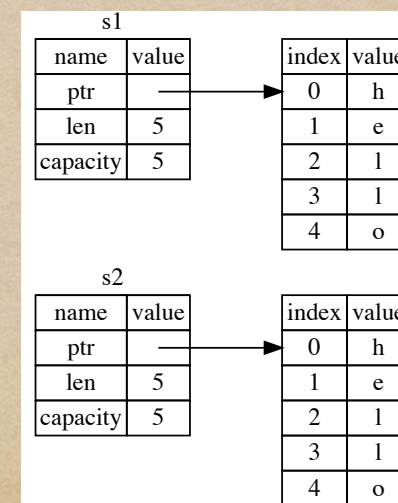 s1
name value index value
ptr 0 h
len 5 1 e
capacity 5 2 l
3 l
4 o
s2
name value index value
ptr 0 h
len 5 1 e
capacity 5 2 l
3 l
4 o